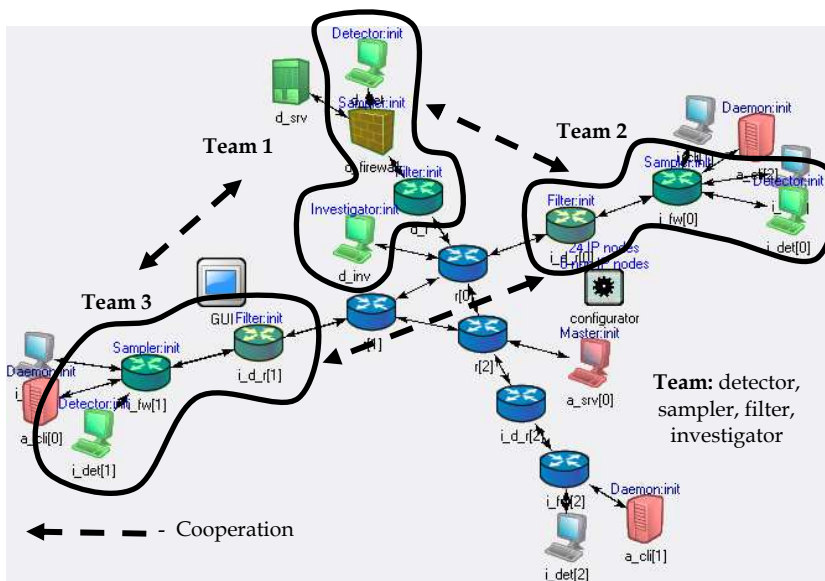 Detector:init
d_srv
Sampler:init
Team 1
Filter:init
Investigator:init
d_inv
Team 2
Daemon:init
Sampler:init
Detector:init
Filter:init
i_fw[0]
i_det[0]
24 IP nodes
r[0]
configurator
Master:init
r[2]
a_srv[0]
Team 3
GUI
Filter:init
Sampler:init
i_d_r[1]
Daemon:init
a_cli[0]
i_fw[1]
i_det[1]
Team: detector,
sampler, filter,
investigator
i_d_r[2]
Daemon:init
i_fw[2]
a_cli[1]
i_det[2]
- Cooperation